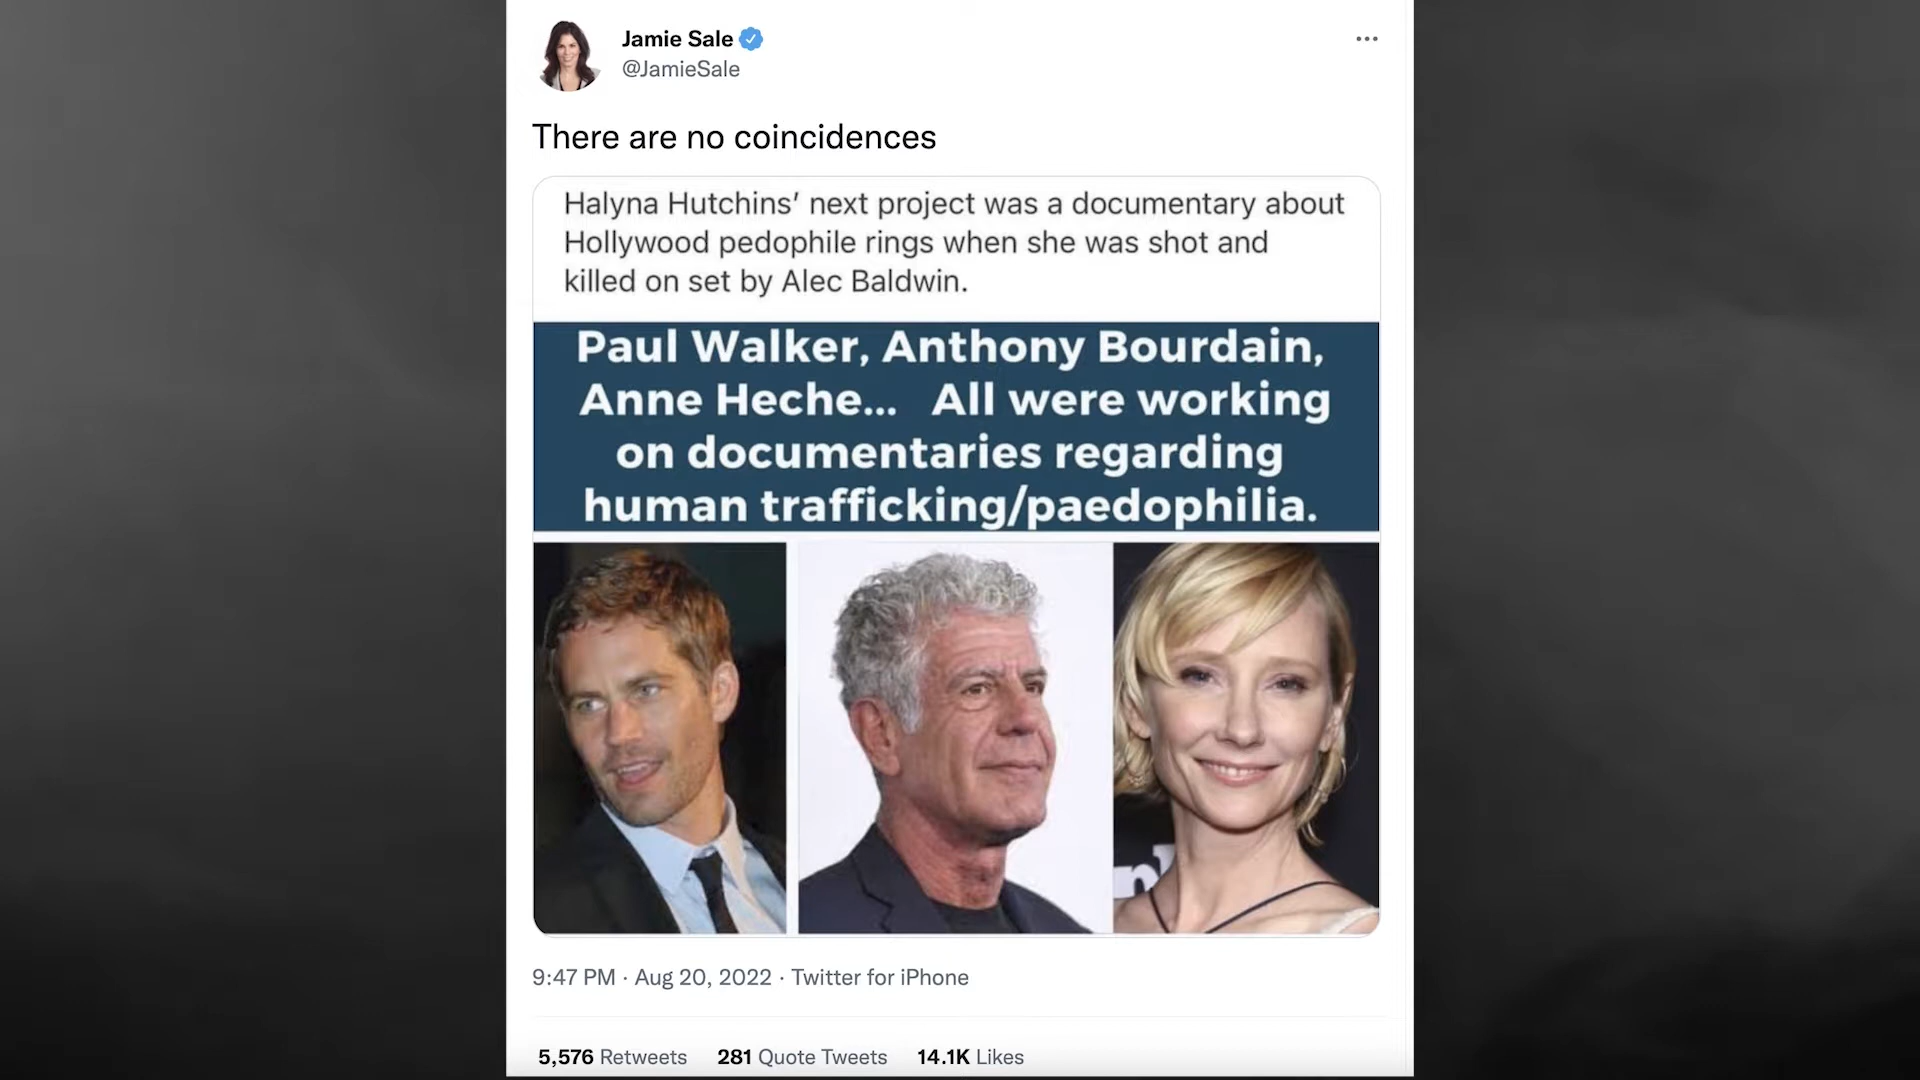 Jamie Sale
@JamieSale
There are no coincidences
Halyna Hutchins' next project was a documentary about
Hollywood pedophile rings when she was shot and
killed on set by Alec Baldwin.
Paul Walker, Anthony Bourdain,
Anne Heche... All were working
on documentaries regarding
human trafficking/paedophilia.
9:47 PM · Aug 20, 2022 · Twitter for iPhone
5,576 Retweets 281 Quote Tweets 14.1K Likes